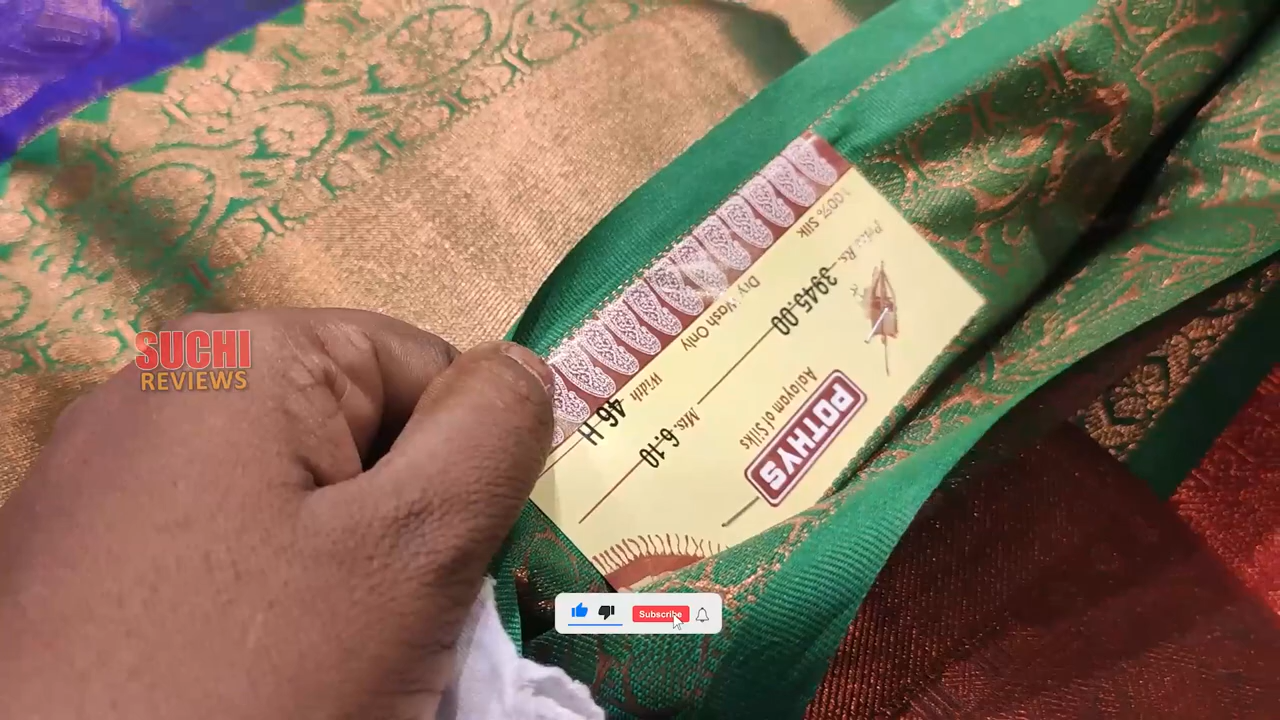 SUCHI
REVIEWS
POTHYS
Aalayam of Silks
Price Rs. 3945.00
Mts. 6.10
Width 46 H
Dry Wash Only
100% Silk
Subscribe